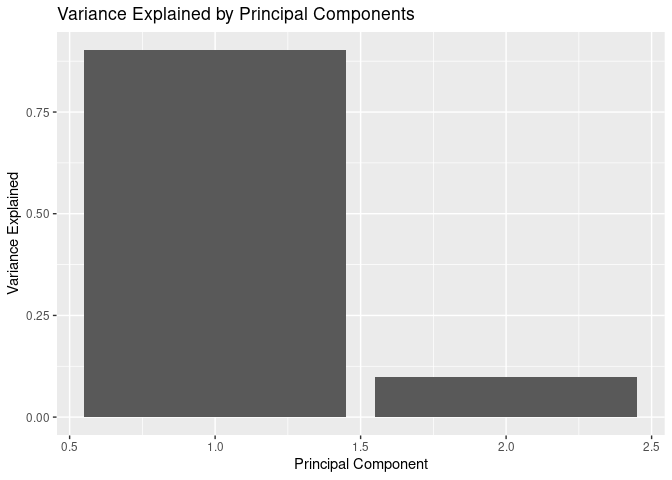 Variance Explained by Principal Components
Variance Explained
0.75
0.50
0.25
0.00
0.5 1.0 1.5 2.0 2.5
Principal Component